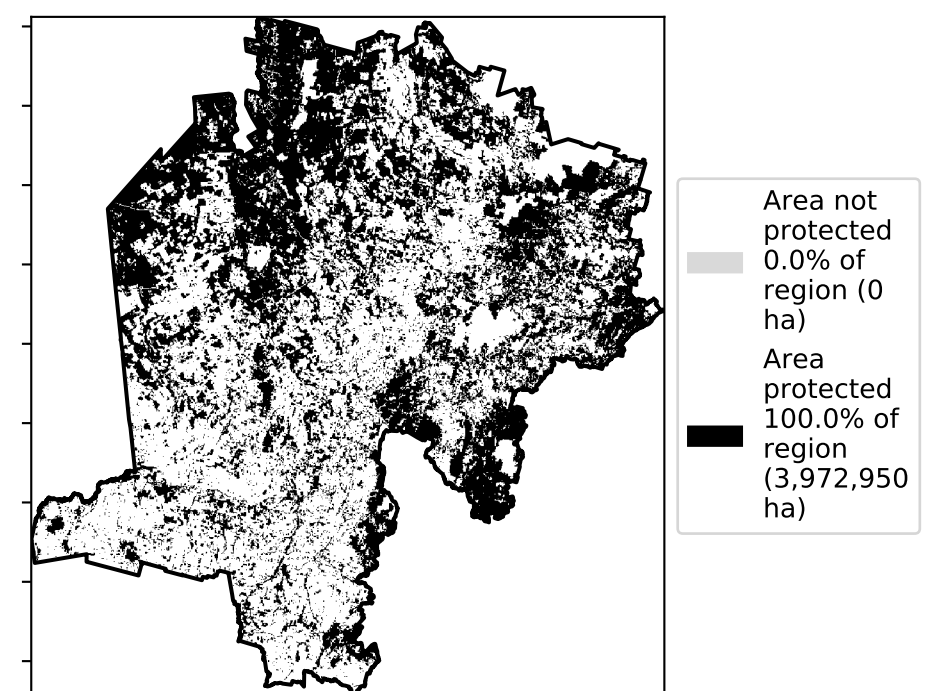 Area not
protected
0.0% of
region (0
ha)
Area
protected
100.0% of
region
(3,972,950
ha)